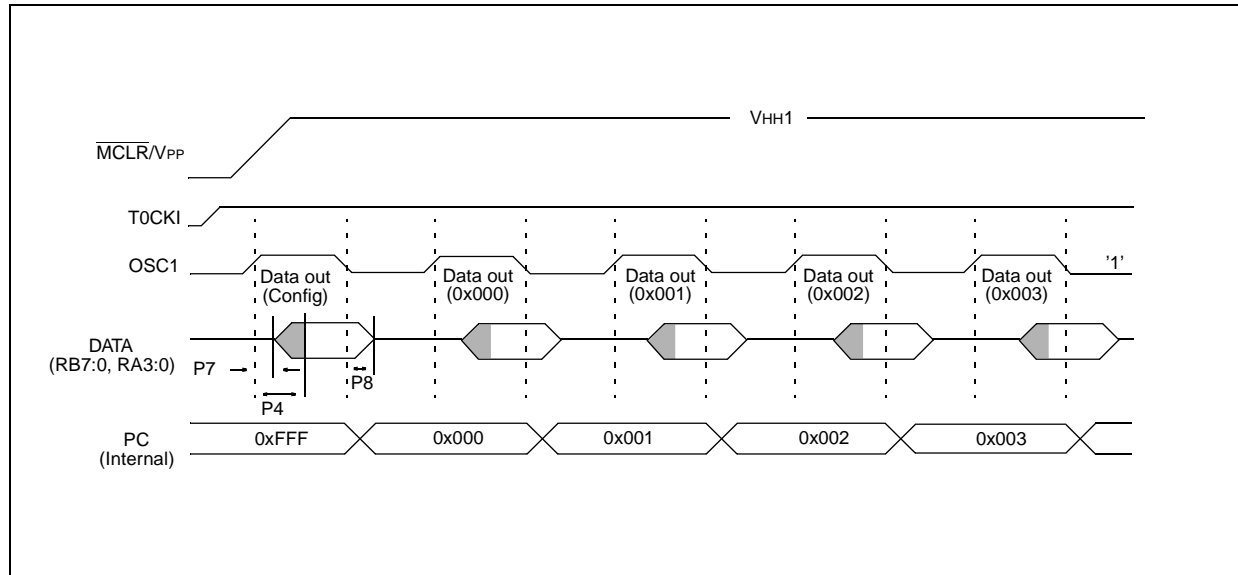 VHH1
MCLR/VPP
T0CKI
OSC1
Data out
(Config)
Data out
(0x000)
Data out
(0x001)
Data out
(0x002)
Data out
(0x003)
'1'
DATA
(RB7:0, RA3:0)
P7
P8
P4
PC
(Internal)
0xFFF
0x000
0x001
0x002
0x003